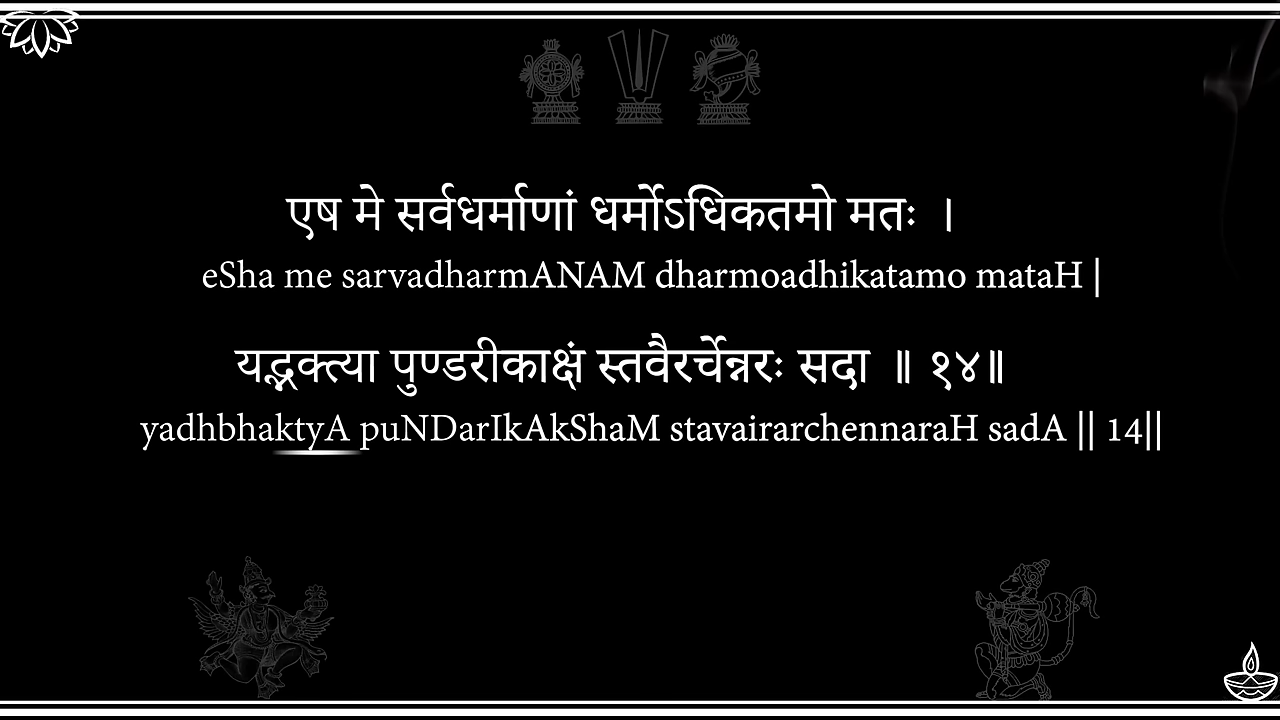 एष मे सर्वधर्माणां धर्मोऽधिकतमो मतः ।
eSha me sarvadharmANAM dharmoadhikatamo mataH |
यद्भक्त्या पुण्डरीकाक्षं स्तवैरर्चेन्नरः सदा ॥ १४॥
yadhbhaktyA puNDarIkAkShaM stavairarchennaraH sadA || 14||